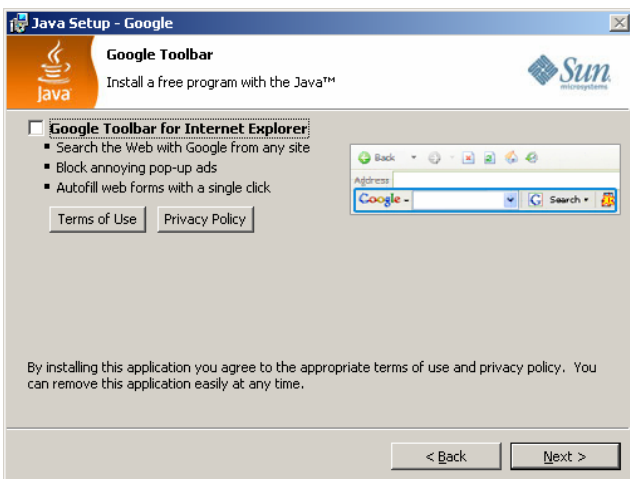 Java Setup - Google
Java
Google Toolbar
Install a free program with the Java™
Sun
microsystems
Google Toolbar for Internet Explorer
▪ Search the Web with Google from any site
▪ Block annoying pop-up ads
▪ Autofill web forms with a single click
Terms of Use Privacy Policy
Back
Address
Google Search
By installing this application you agree to the appropriate terms of use and privacy policy. You
can remove this application easily at any time.
< Back Next >